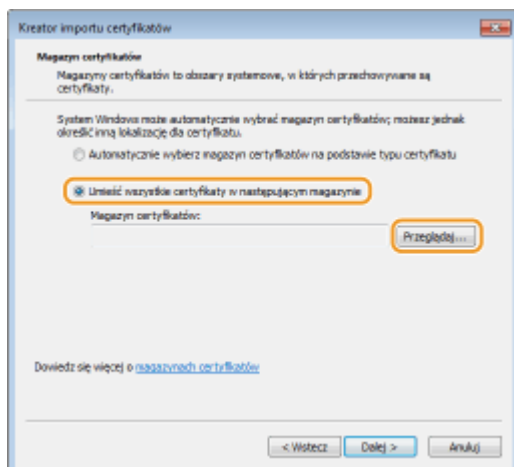 Kreator importu certyfikatów
Magazyn certyfikatów
Magazyny certyfikatów to obszary systemowe, w których przechowywane są
certyfikaty.
System Windows może automatycznie wybrać magazyn certyfikatów; możesz jednak
określić inną lokalizację dla certyfikatu.
Automatycznie wybierz magazyn certyfikatów na podstawie typu certyfikatu
Umieść wszystkie certyfikaty w następującym magazynie
Magazyn certyfikatów:
Przeglądaj...
Dowiedz się więcej o magazynach certyfikatów
< Wstecz Dalej > Anuluj